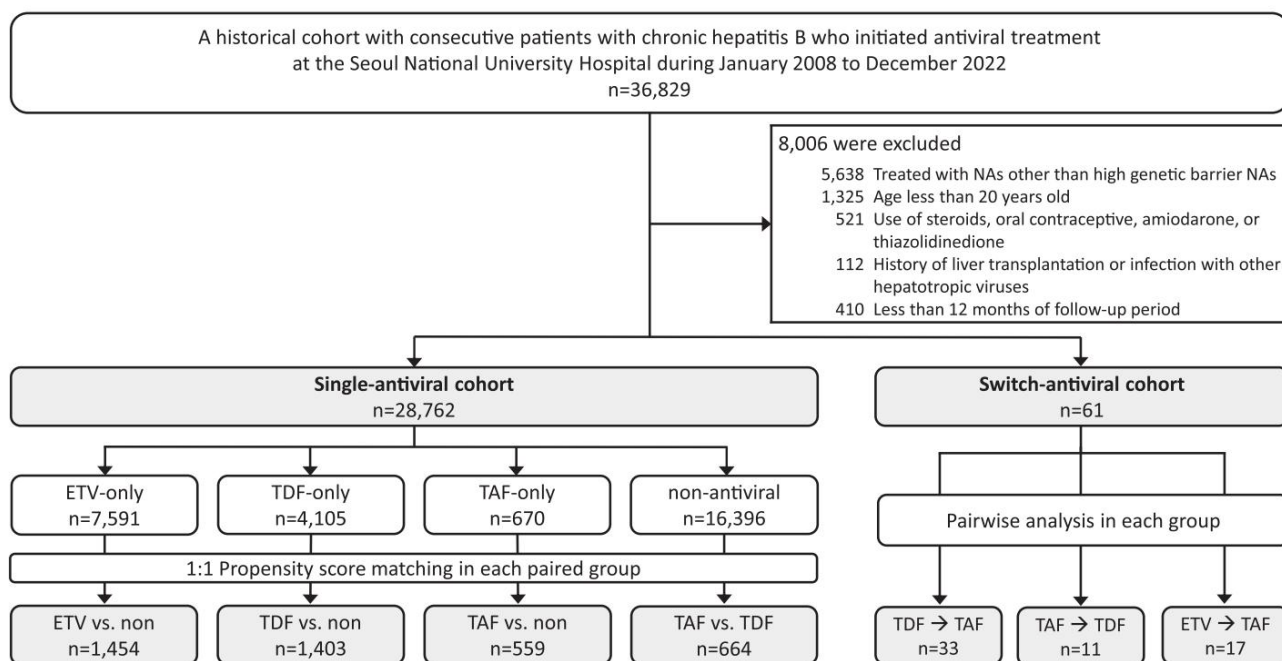 A historical cohort with consecutive patients with chronic hepatitis B who initiated antiviral treatment
at the Seoul National University Hospital during January 2008 to December 2022
n=36,829
8,006 were excluded
5,638 Treated with NAs other than high genetic barrier NAs
1,325 Age less than 20 years old
521 Use of steroids, oral contraceptive, amiodarone, or
thiazolidinedione
112 History of liver transplantation or infection with other
hepatotropic viruses
410 Less than 12 months of follow-up period
Single-antiviral cohort
n=28,762
Switch-antiviral cohort
n=61
ETV-only
n=7,591
TDF-only
n=4,105
TAF-only
n=670
non-antiviral
n=16,396
Pairwise analysis in each group
1:1 Propensity score matching in each paired group
ETV vs. non
n=1,454
TDF vs. non
n=1,403
TAF vs. non
n=559
TAF vs. TDF
n=664
TDF → TAF
n=33
TAF → TDF
n=11
ETV → TAF
n=17